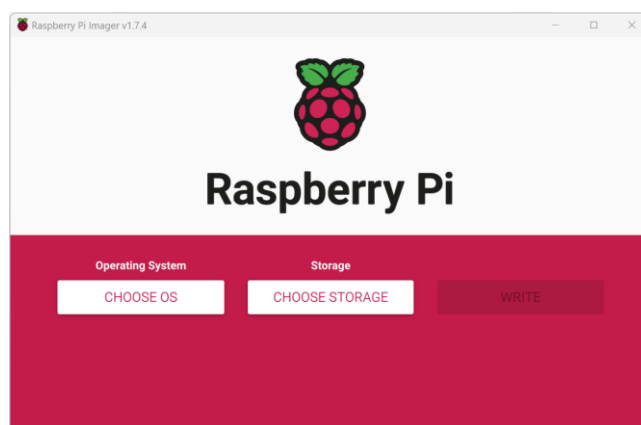 Raspberry Pi Imager v1.7.4
Raspberry Pi
Operating System
Storage
CHOOSE OS
CHOOSE STORAGE
WRITE